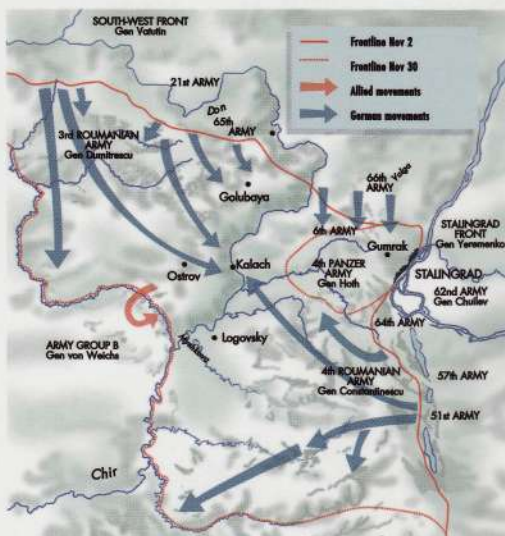 SOUTH-WEST FRONT
Gen Vatutin
21st ARMY
Don
65th
ARMY
3rd ROUMANIAN
ARMY
Gen Dumitrescu
Golubaya
Frontline Nov 2
Frontline Nov 30
Allied movements
German movements
66th
ARMY
Volga
6th ARMY
Gumrak
STALINGRAD
FRONT
Gen Yeremenko
4th PANZER
ARMY
Gen Hoth
STALINGRAD
62nd ARMY
Gen Chuilev
Ostrov
Kalach
64th ARMY
ARMY GROUP B
Gen von Weichs
Logovsky
4th ROUMANIAN
ARMY
Gen Constantinescu
57th ARMY
51st ARMY
Chir